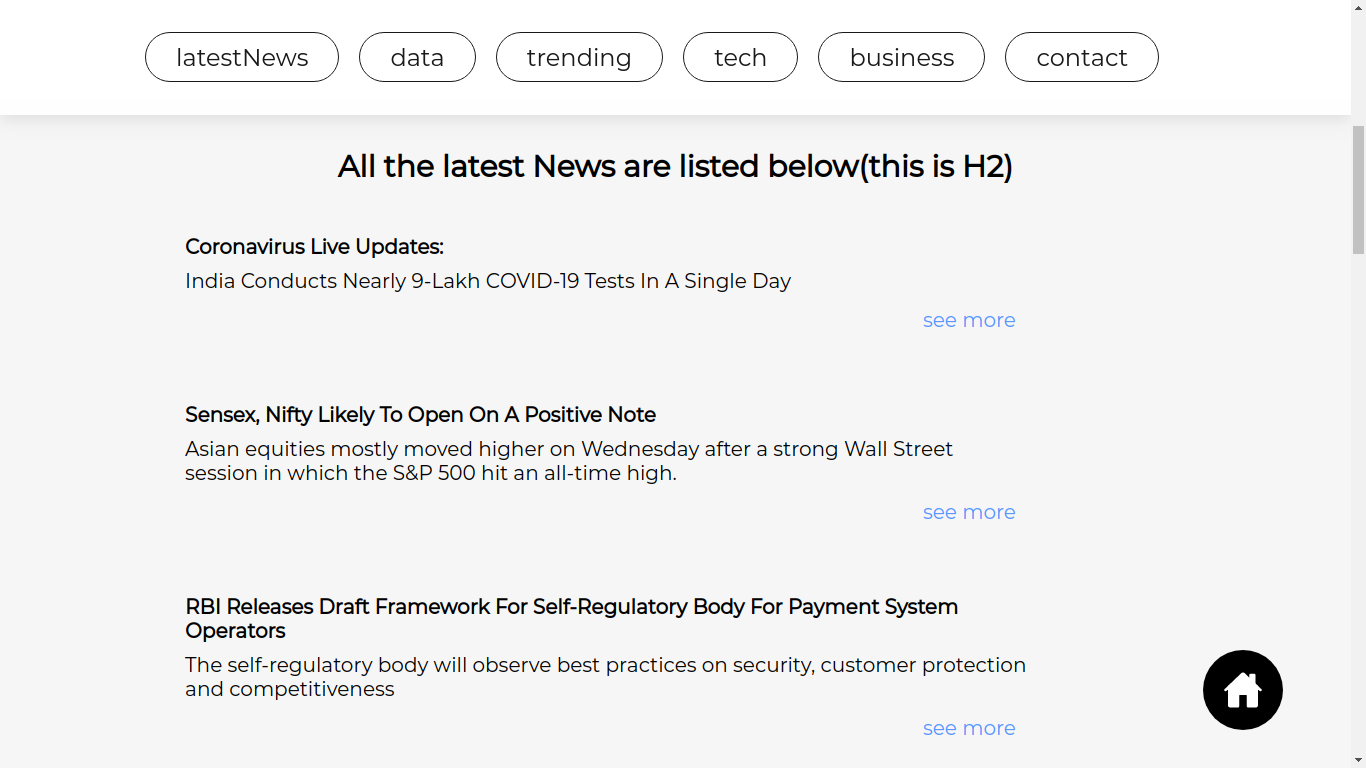 latestNews
data
trending
tech
business
contact
All the latest News are listed below(this is H2)
Coronavirus Live Updates:
India Conducts Nearly 9-Lakh COVID-19 Tests In A Single Day
see more
Sensex, Nifty Likely To Open On A Positive Note
Asian equities mostly moved higher on Wednesday after a strong Wall Street
session in which the S&P 500 hit an all-time high.
see more
RBI Releases Draft Framework For Self-Regulatory Body For Payment System
Operators
The self-regulatory body will observe best practices on security, customer protection
and competitiveness
see more